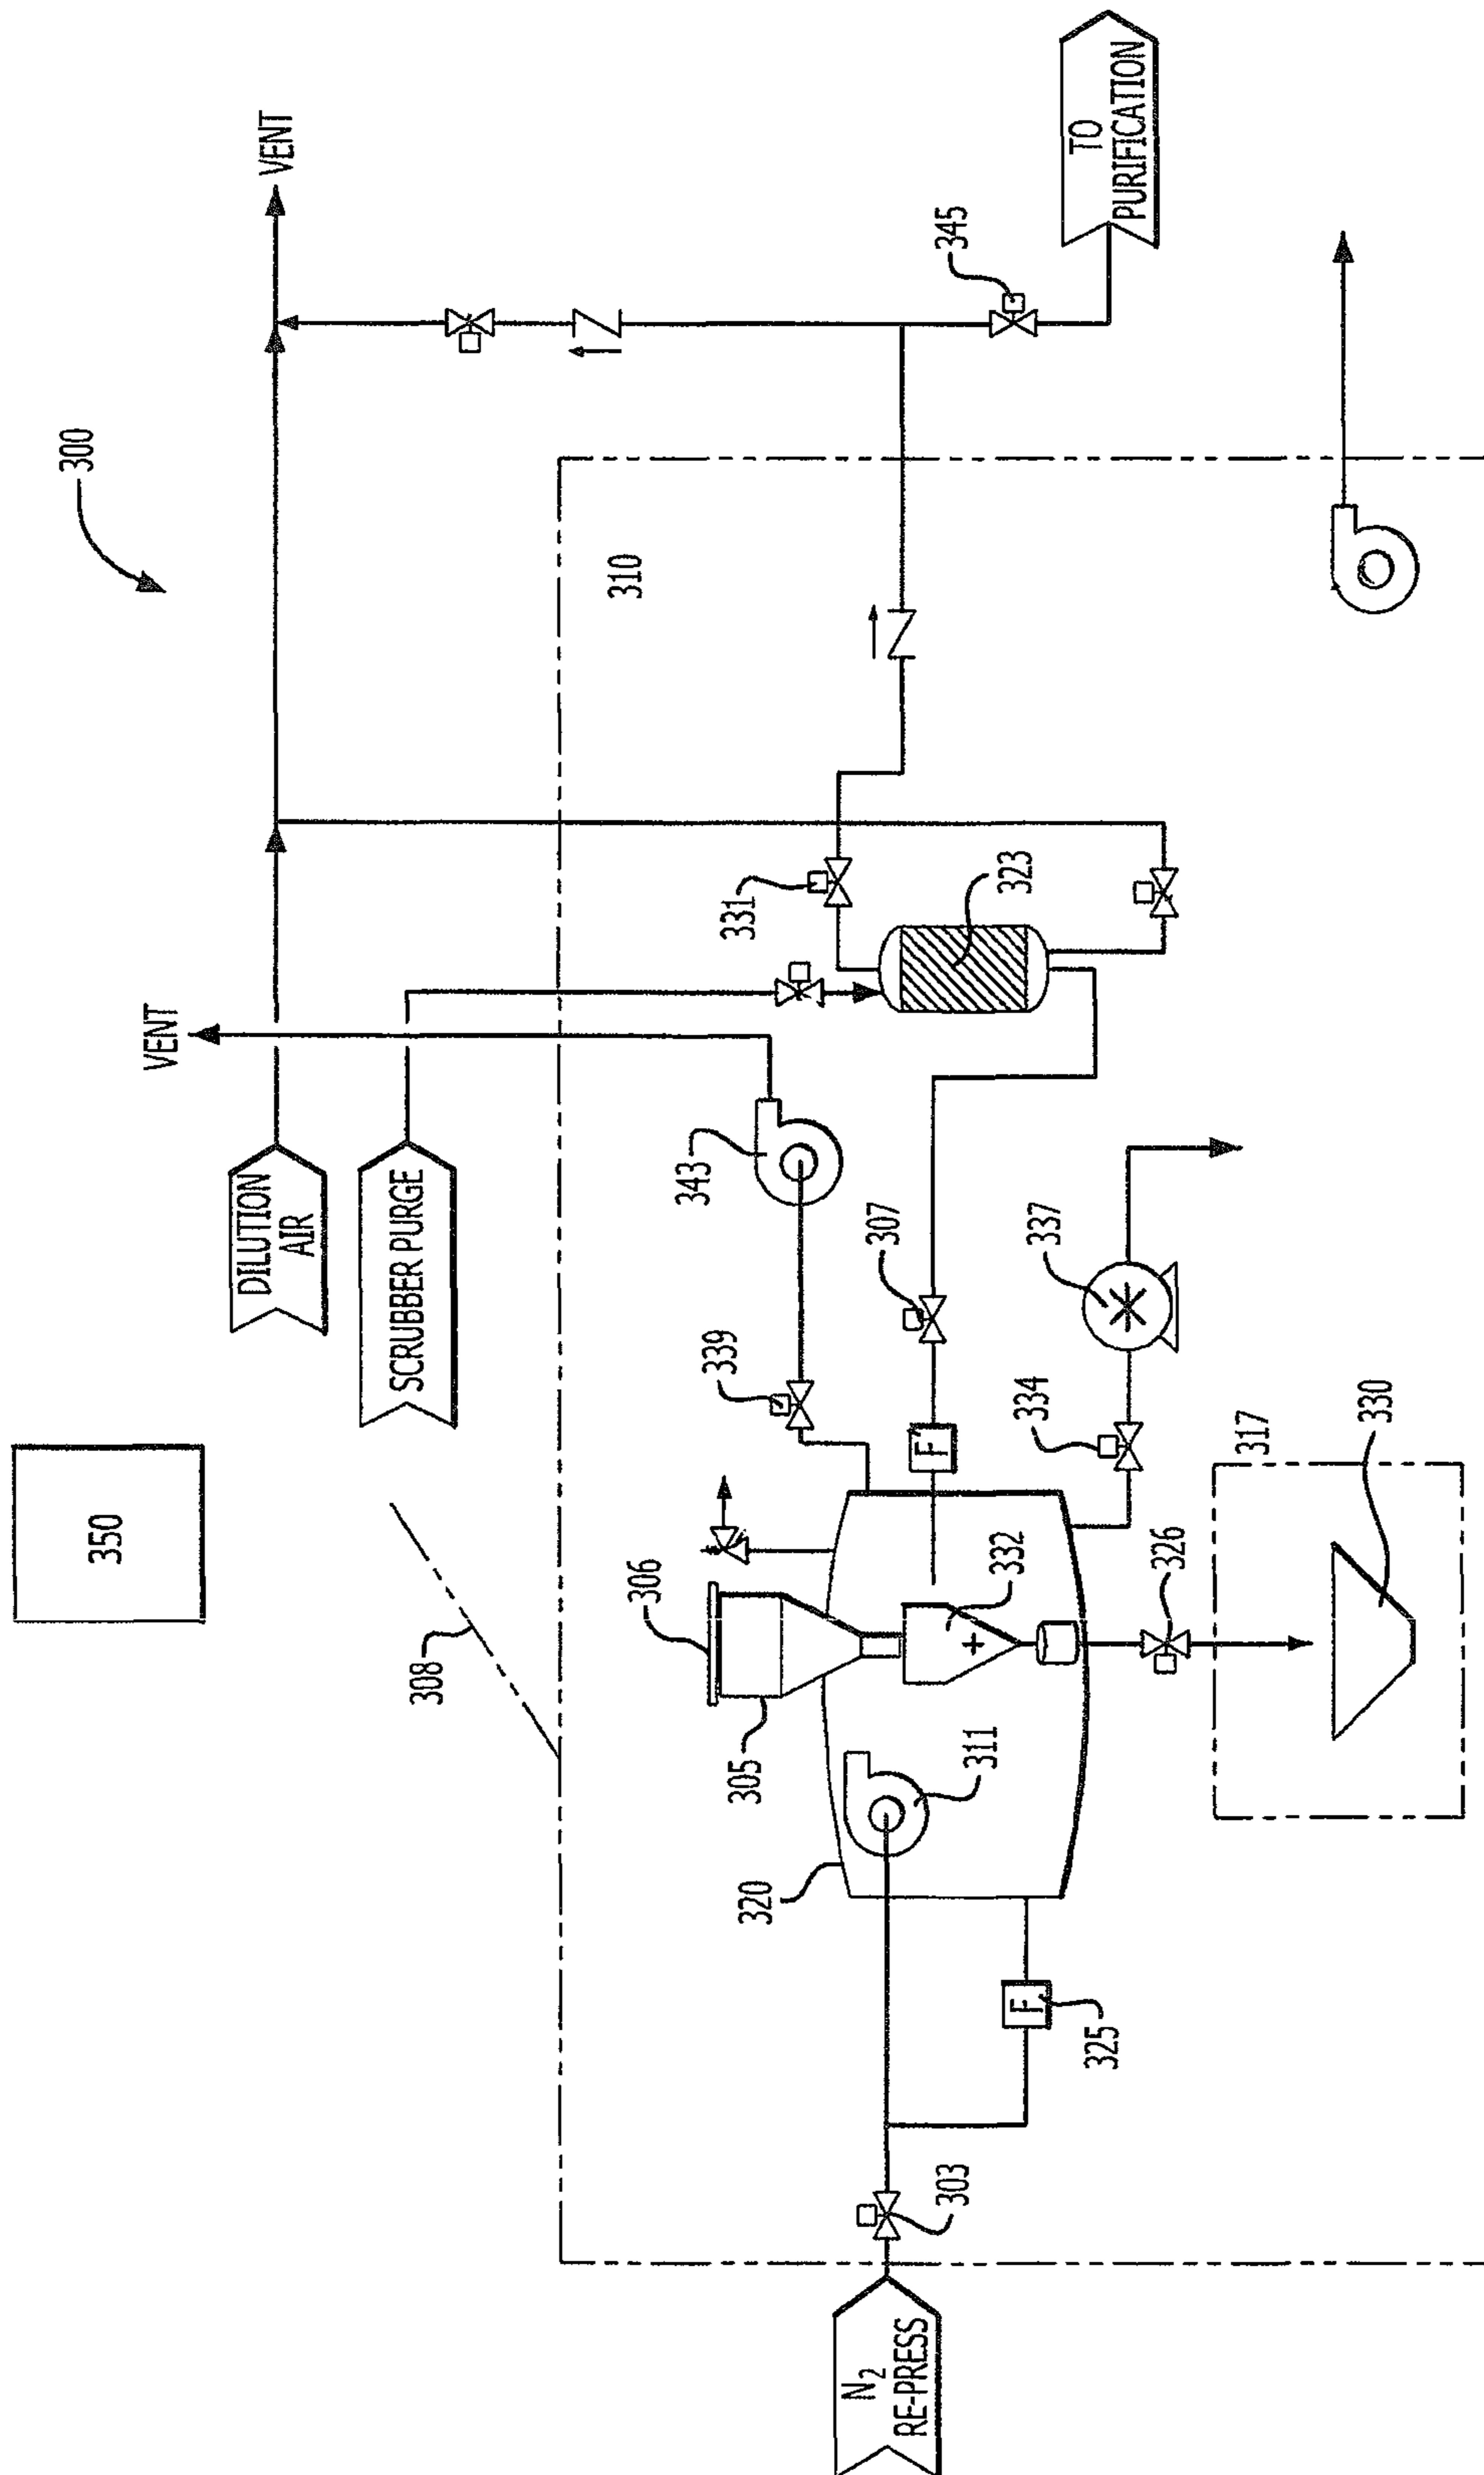 300
VENT
VENT
350
DILUTION
AIR
SCRUBBER PURGE
308
310
345
TO
PURIFICATION
331
323
343
339
307
306
305
F
332
334
337
311
320
326
317
330
F
325
303
N2
RE-PRESS